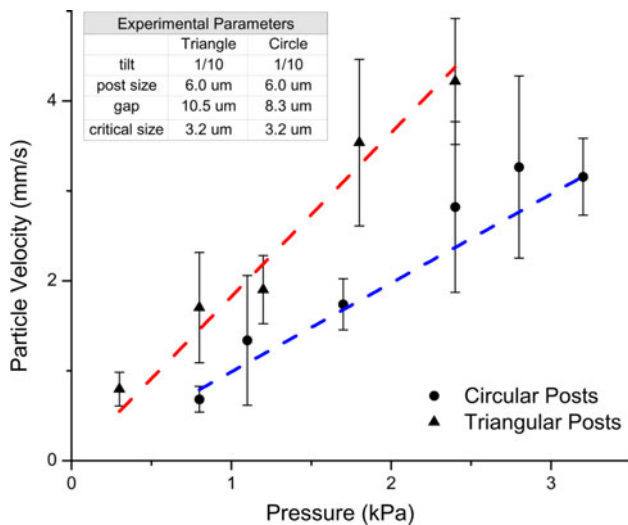 Experimental Parameters
Triangle Circle
tilt 1/10 1/10
post size 6.0 um 6.0 um
gap 10.5 um 8.3 um
critical size 3.2 um 3.2 um
Particle Velocity (mm/s)
4
2
0
Circular Posts
Triangular Posts
0 1 2 3
Pressure (kPa)